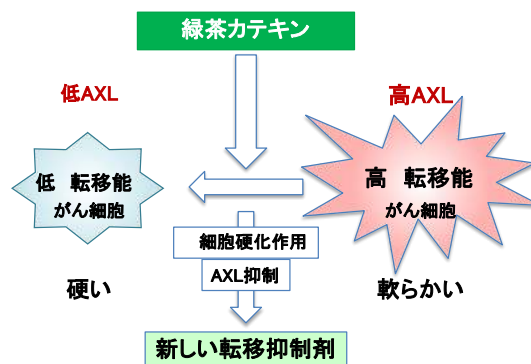 緑茶カテキン
低AXL
高AXL
低 転移能
がん細胞
高 転移能
がん細胞
細胞硬化作用
AXL抑制
硬い
軟らかい
新しい転移抑制剤